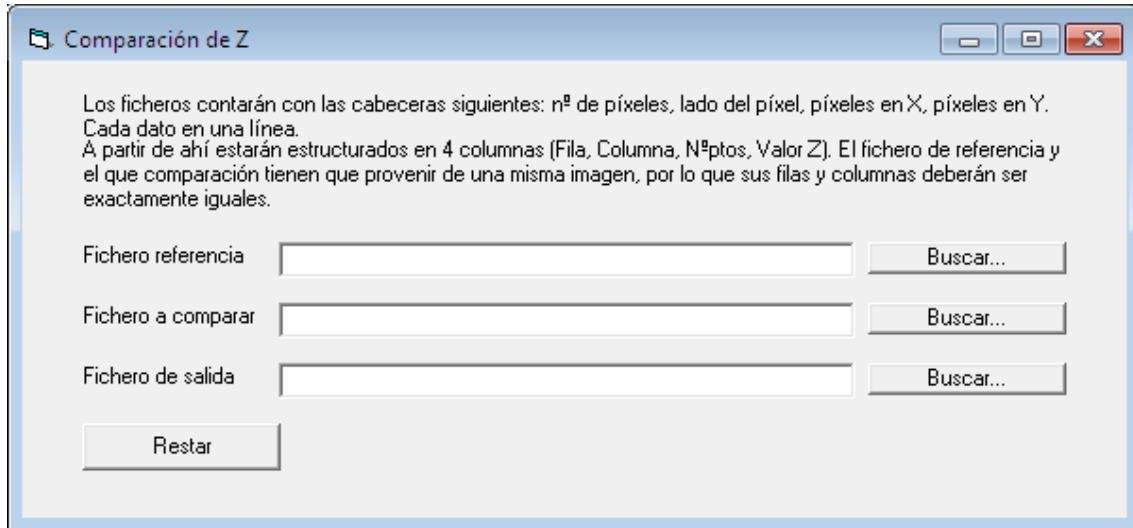 Comparación de Z
Los ficheros contarán con las cabeceras siguientes: nº de píxeles, lado del píxel, píxeles en X, píxeles en Y.
Cada dato en una línea.
A partir de ahí estarán estructurados en 4 columnas (Fila, Columna, Nºptos, Valor Z). El fichero de referencia y
el que comparación tienen que provenir de una misma imagen, por lo que sus filas y columnas deberán ser
exactamente iguales.
Fichero referencia
Buscar...
Fichero a comparar
Buscar...
Fichero de salida
Buscar...
Restar